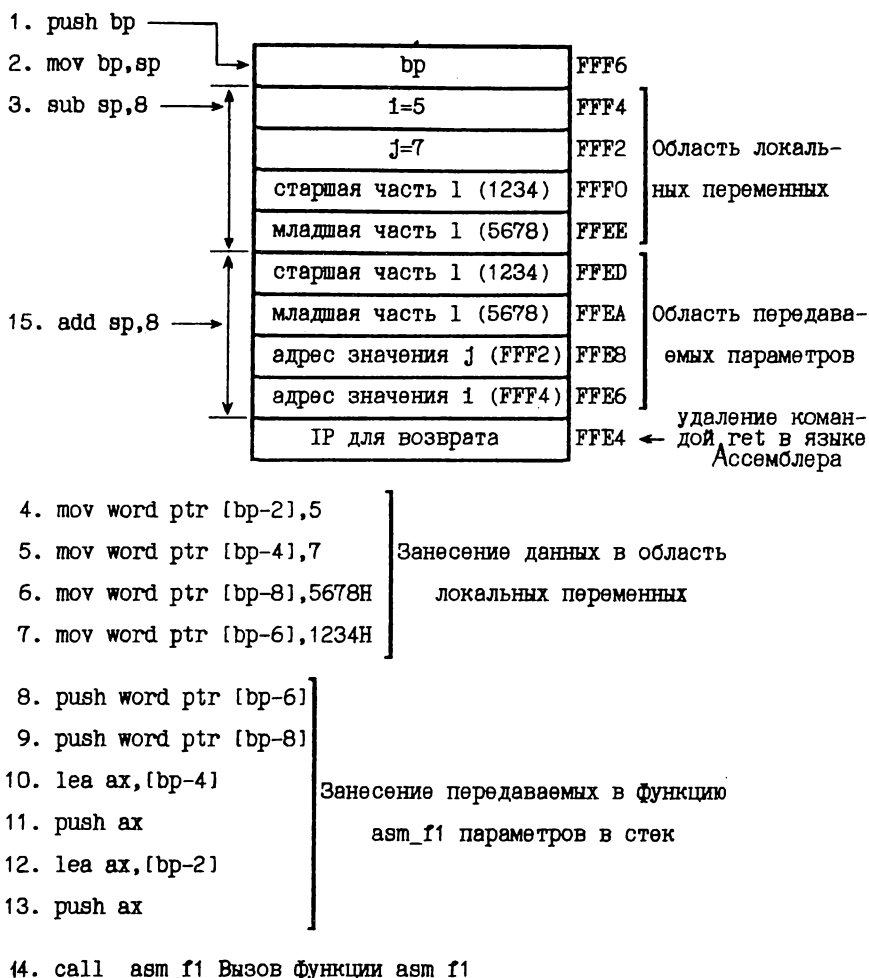 1. push bp
2. mov bp,sp
bp FFF6
3. sub sp,8
i=5 FFF4
j=7 FFF2 Область локаль-
старшая часть l (1234) FFF0 ных переменных
младшая часть l (5678) FFEE
старшая часть l (1234) FFED
15. add sp,8
младшая часть l (5678) FFEA Область передава-
адрес значения j (FFF2) FFE8 емых параметров
адрес значения i (FFF4) FFE6
IP для возврата FFE4 ← удаление коман-
дой ret в языке
Ассемблера
4. mov word ptr [bp-2],5
5. mov word ptr [bp-4],7 Занесение данных в область
6. mov word ptr [bp-8],5678H локальных переменных
7. mov word ptr [bp-6],1234H
8. push word ptr [bp-6]
9. push word ptr [bp-8]
10. lea ax,[bp-4]
Занесение передаваемых в функцию
11. push ax
asm_f1 параметров в стек
12. lea ax,[bp-2]
13. push ax
14. call asm_f1 Вызов функции asm_f1